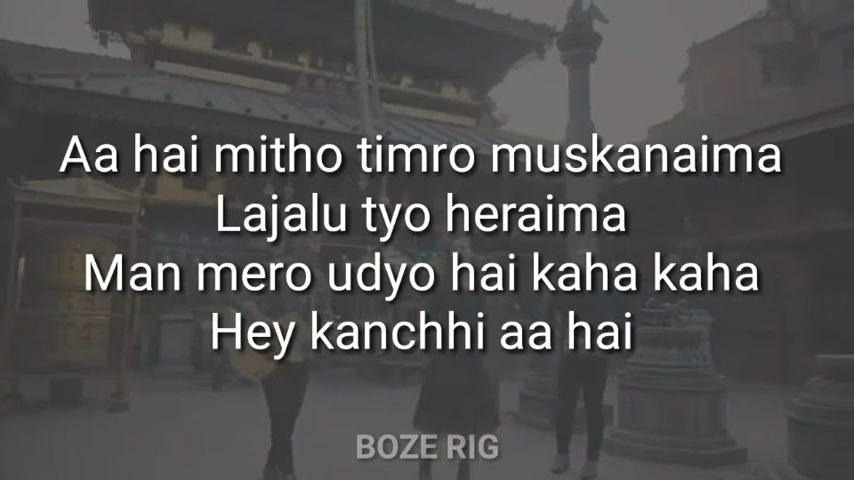 Aa hai mitho timro muskanaima
Lajalu tyo heraima
Man mero udyo hai kaha kaha
Hey kanchhi aa hai
BOZE RIG